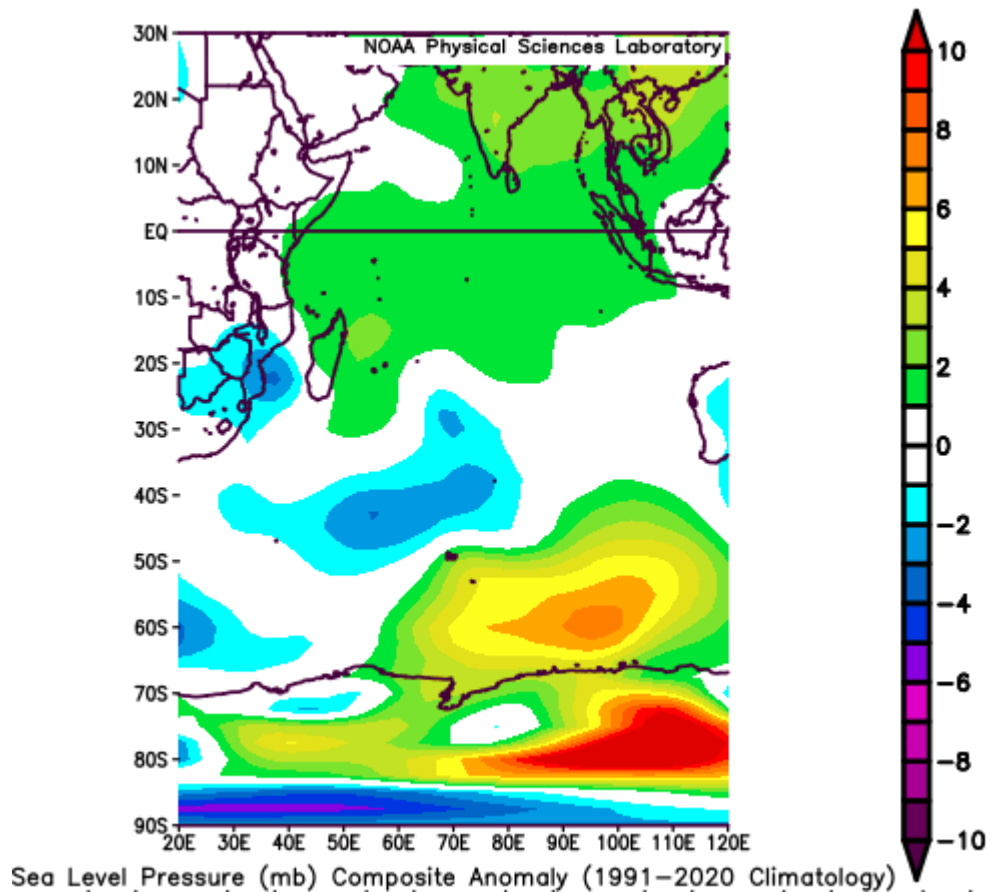 NOAA Physical Sciences Laboratory
30N
20N
10N
EQ
10S
20S
30S
40S
50S
60S
70S
80S
90S
20E 30E 40E 50E 60E 70E 80E 90E 100E 110E 120E
10
8
6
4
2
0
-2
-4
-6
-8
-10
Sea Level Pressure (mb) Composite Anomaly (1991-2020 Climatology)